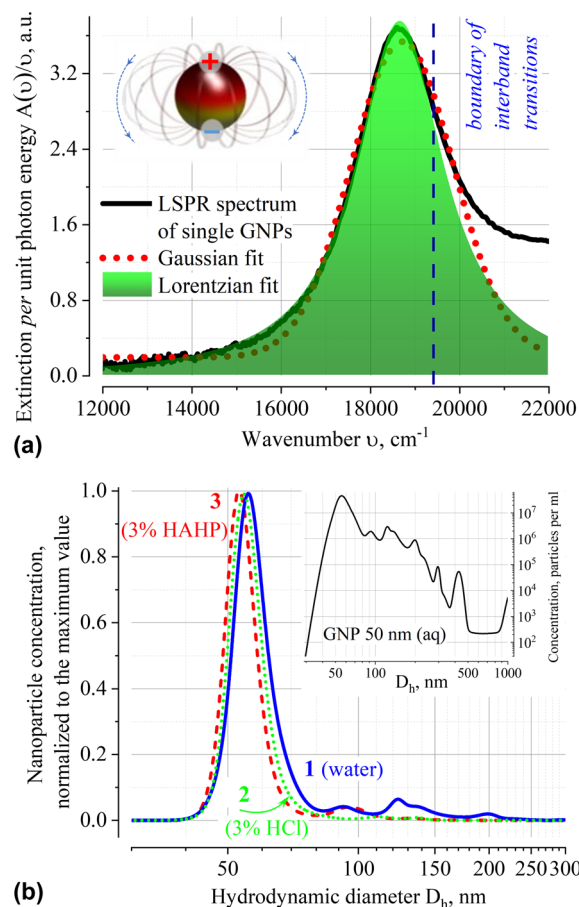 Extinction per unit photon energy A(υ)/υ, a.u.
3.2
2.4
1.6
0.8
0.0
+
−
boundary of
interband
transitions
LSPR spectrum
of single GNPs
Gaussian fit
Lorentzian fit
12000 14000 16000 18000 20000 22000
Wavenumber υ, cm-1
(a)
Nanoparticle concentration,
normalized to the maximum value
1.0
0.8
0.6
0.4
0.2
0.0
3
(3% HAHP)
1 (water)
2
(3% HCl)
GNP 50 nm (aq)
10⁷
10⁶
10⁵
10⁴
10³
10²
Concentration, particles per ml
50 100 500 1000
Dh, nm
50 100 150 200 250 300
Hydrodynamic diameter Dh, nm
(b)